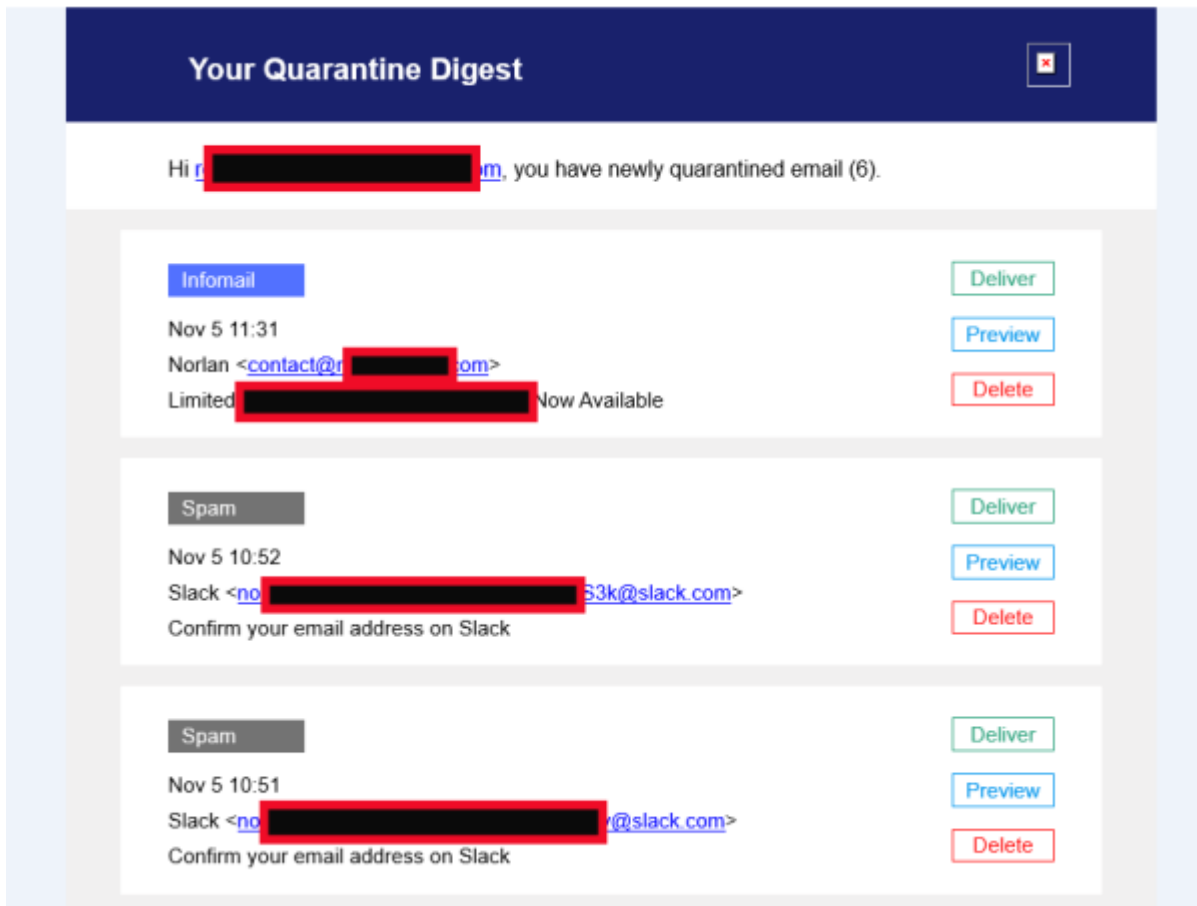 Your Quarantine Digest
Hi r m, you have newly quarantined email (6).
Infomail
Deliver
Nov 5 11:31
Preview
Norlan <contact@r com>
Limited Now Available
Delete
Spam
Deliver
Nov 5 10:52
Preview
Slack <no S3k@slack.com>
Confirm your email address on Slack
Delete
Spam
Deliver
Nov 5 10:51
Preview
Slack <no @slack.com>
Confirm your email address on Slack
Delete